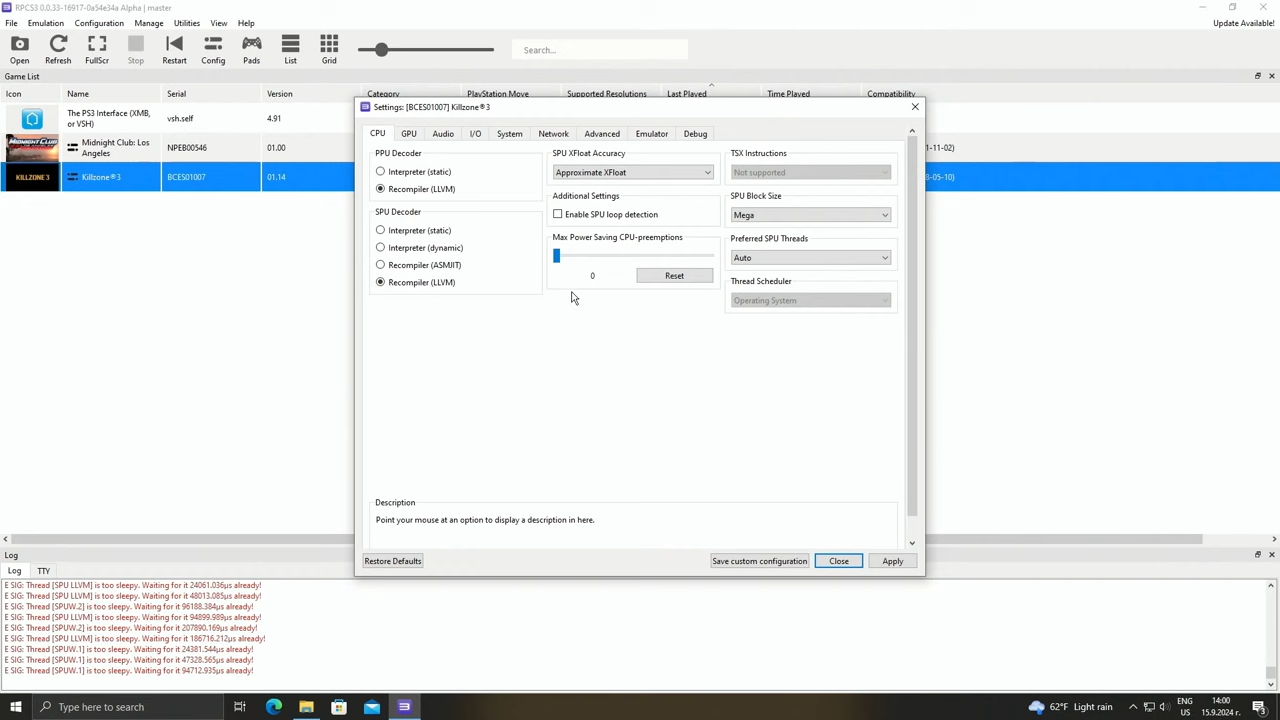 RPCS3 0.0.33-16917-0a54e34a Alpha | master
File Emulation Configuration Manage Utilities View Help
Update Available!
Open Refresh FullScr Stop Restart Config Pads List Grid
Search...
Game List
Icon Name Serial Version Category PlayStation Move Supported Resolutions Last Played Time Played Compatibility
The PS3 Interface (XMB, or VSH) vsh.self 4.91
MIDNIGHT CLUB
Midnight Club: Los Angeles NPEB00546 01.00 1-11-02)
KILLZONE 3 Killzone®3 BCES01007 01.14 8-05-10)
Settings: [BCES01007] Killzone®3
CPU GPU Audio I/O System Network Advanced Emulator Debug
PPU Decoder
Interpreter (static)
Recompiler (LLVM)
SPU Decoder
Interpreter (static)
Interpreter (dynamic)
Recompiler (ASMJIT)
Recompiler (LLVM)
SPU XFloat Accuracy
Approximate XFloat
Additional Settings
Enable SPU loop detection
Max Power Saving CPU-preemptions
0 Reset
TSX Instructions
Not supported
SPU Block Size
Mega
Preferred SPU Threads
Auto
Thread Scheduler
Operating System
Description
Point your mouse at an option to display a description in here.
Restore Defaults Save custom configuration Close Apply
Log
Log TTY
E SIG: Thread [SPU LLVM] is too sleepy. Waiting for it 24061.036µs already!
E SIG: Thread [SPU LLVM] is too sleepy. Waiting for it 48013.085µs already!
E SIG: Thread [SPUW.2] is too sleepy. Waiting for it 96188.384µs already!
E SIG: Thread [SPU LLVM] is too sleepy. Waiting for it 94899.989µs already!
E SIG: Thread [SPUW.2] is too sleepy. Waiting for it 207890.169µs already!
E SIG: Thread [SPU LLVM] is too sleepy. Waiting for it 186716.212µs already!
E SIG: Thread [SPUW.1] is too sleepy. Waiting for it 24381.544µs already!
E SIG: Thread [SPUW.1] is too sleepy. Waiting for it 47328.565µs already!
E SIG: Thread [SPUW.1] is too sleepy. Waiting for it 94712.935µs already!
Type here to search
62°F Light rain
ENG
US
14:00
15.9.2024 г.